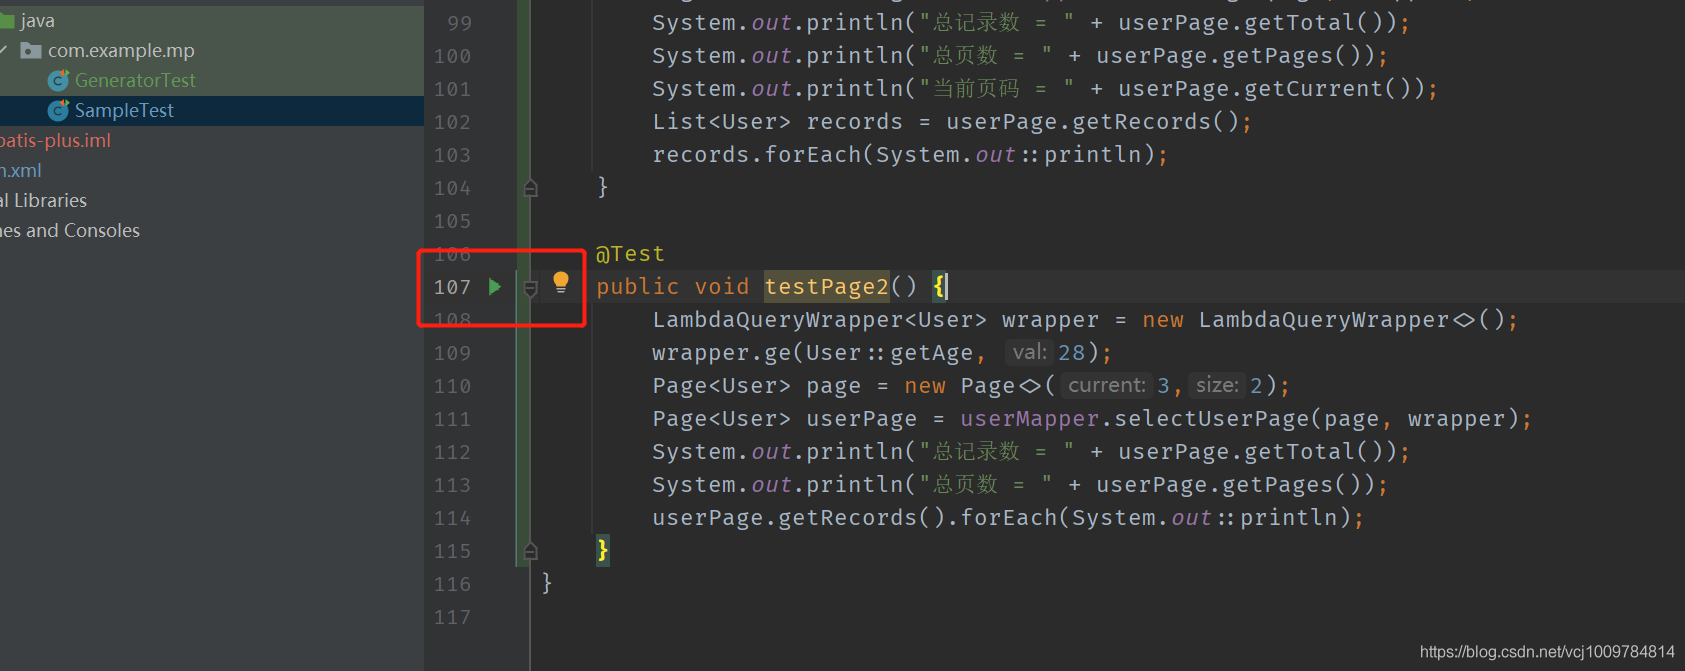 java
com.example.mp
GeneratorTest
SampleTest
batis-plus.iml
.xml
al Libraries
es and Consoles
99 System.out.println("总记录数 = " + userPage.getTotal());
100 System.out.println("总页数 = " + userPage.getPages());
101 System.out.println("当前页码 = " + userPage.getCurrent());
102 List<User> records = userPage.getRecords();
103 records.forEach(System.out::println);
104 }
105
106 @Test
107 public void testPage2() {
108 LambdaQueryWrapper<User> wrapper = new LambdaQueryWrapper<>();
109 wrapper.ge(User::getAge, val: 28);
110 Page<User> page = new Page<>( current: 3, size: 2);
111 Page<User> userPage = userMapper.selectUserPage(page, wrapper);
112 System.out.println("总记录数 = " + userPage.getTotal());
113 System.out.println("总页数 = " + userPage.getPages());
114 userPage.getRecords().forEach(System.out::println);
115 }
116 }
117
https://blog.csdn.net/vcj1009784814